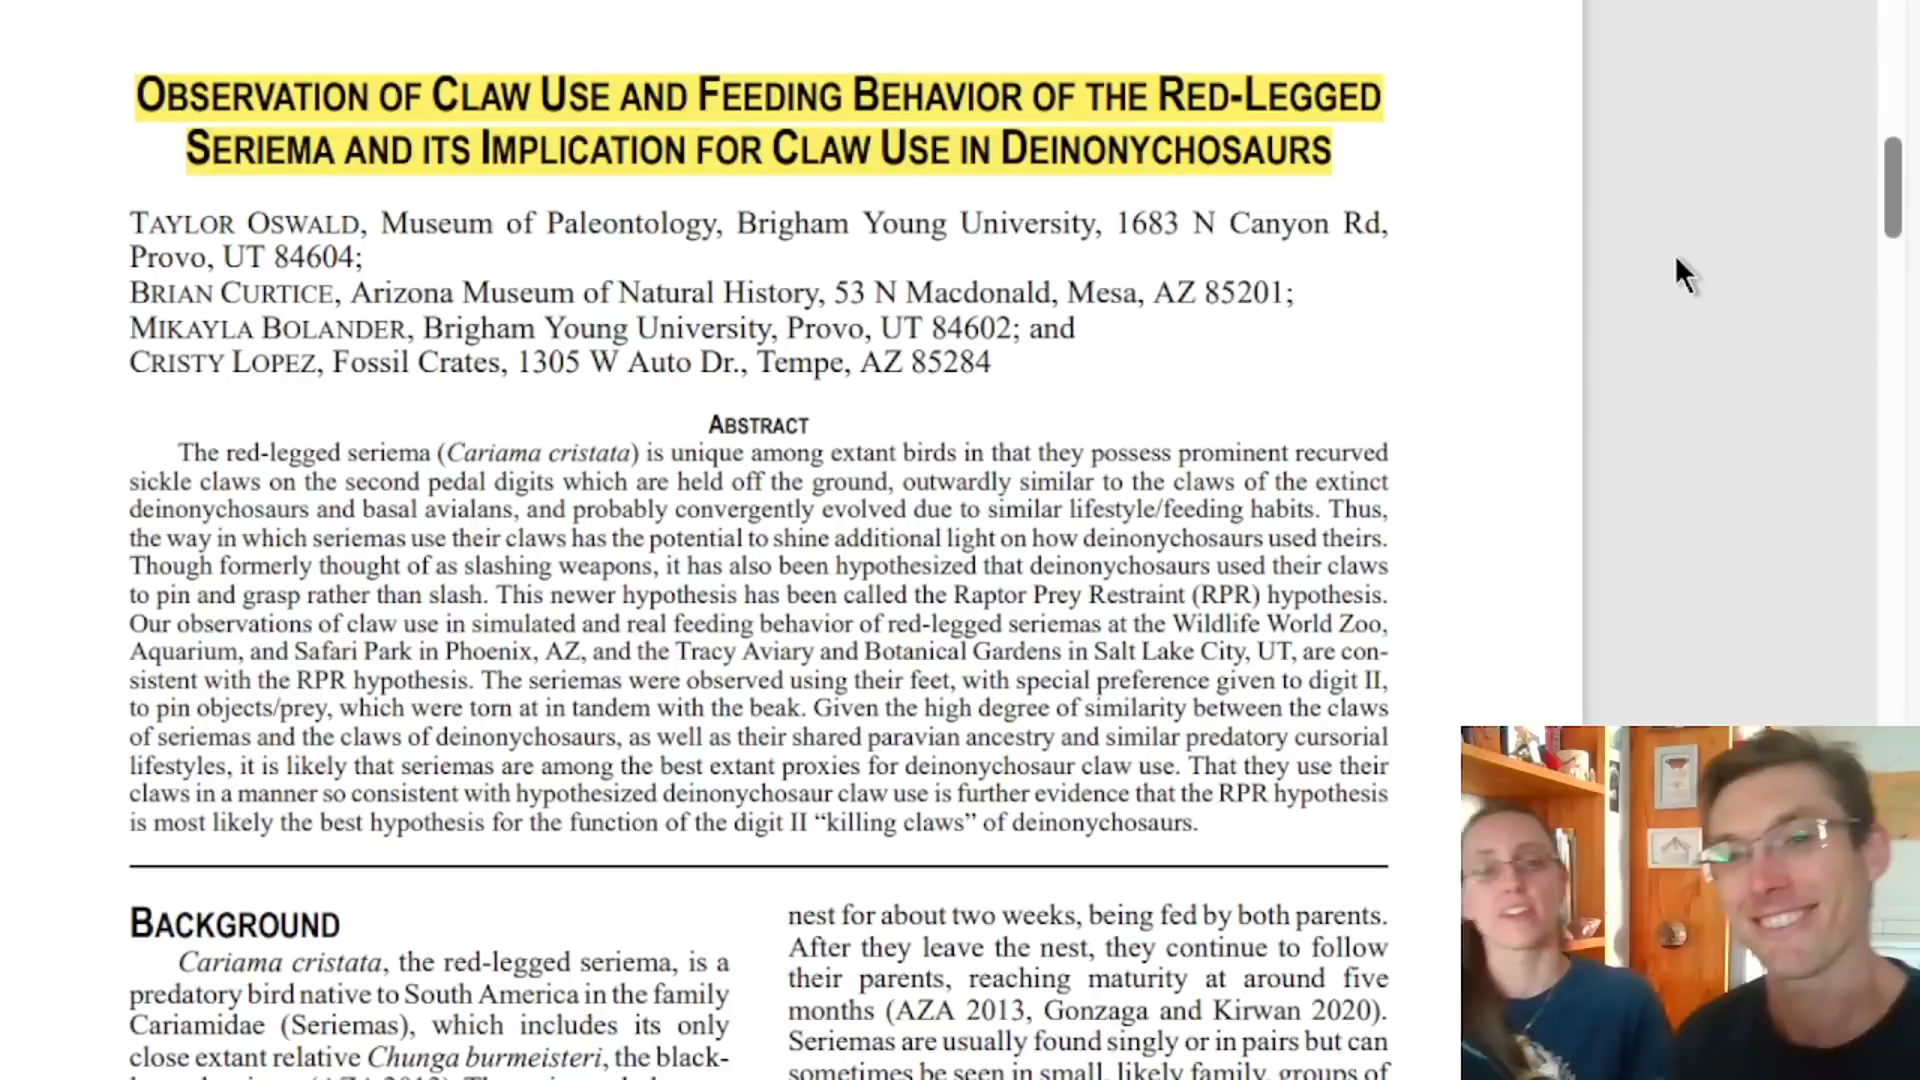 OBSERVATION OF CLAW USE AND FEEDING BEHAVIOR OF THE RED-LEGGED
SERIEMA AND ITS IMPLICATION FOR CLAW USE IN DEINONYCHOSAURS
TAYLOR OSWALD, Museum of Paleontology, Brigham Young University, 1683 N Canyon Rd,
Provo, UT 84604;
BRIAN CURTICE, Arizona Museum of Natural History, 53 N Macdonald, Mesa, AZ 85201;
MIKAYLA BOLANDER, Brigham Young University, Provo, UT 84602; and
CRISTY LOPEZ, Fossil Crates, 1305 W Auto Dr., Tempe, AZ 85284
ABSTRACT
The red-legged seriema (Cariama cristata) is unique among extant birds in that they possess prominent recurved
sickle claws on the second pedal digits which are held off the ground, outwardly similar to the claws of the extinct
deinonychosaurs and basal avialans, and probably convergently evolved due to similar lifestyle/feeding habits. Thus,
the way in which seriemas use their claws has the potential to shine additional light on how deinonychosaurs used theirs.
Though formerly thought of as slashing weapons, it has also been hypothesized that deinonychosaurs used their claws
to pin and grasp rather than slash. This newer hypothesis has been called the Raptor Prey Restraint (RPR) hypothesis.
Our observations of claw use in simulated and real feeding behavior of red-legged seriemas at the Wildlife World Zoo,
Aquarium, and Safari Park in Phoenix, AZ, and the Tracy Aviary and Botanical Gardens in Salt Lake City, UT, are con-
sistent with the RPR hypothesis. The seriemas were observed using their feet, with special preference given to digit II,
to pin objects/prey, which were torn at in tandem with the beak. Given the high degree of similarity between the claws
of seriemas and the claws of deinonychosaurs, as well as their shared paravian ancestry and similar predatory cursorial
lifestyles, it is likely that seriemas are among the best extant proxies for deinonychosaur claw use. That they use their
claws in a manner so consistent with hypothesized deinonychosaur claw use is further evidence that the RPR hypothesis
is most likely the best hypothesis for the function of the digit II “killing claws” of deinonychosaurs.
BACKGROUND
Cariama cristata, the red-legged seriema, is a
predatory bird native to South America in the family
Cariamidae (Seriemas), which includes its only
close extant relative Chunga burmeisteri, the black-
nest for about two weeks, being fed by both parents.
After they leave the nest, they continue to follow
their parents, reaching maturity at around five
months (AZA 2013, Gonzaga and Kirwan 2020).
Seriemas are usually found singly or in pairs but can
sometimes be seen in small, likely family, groups of